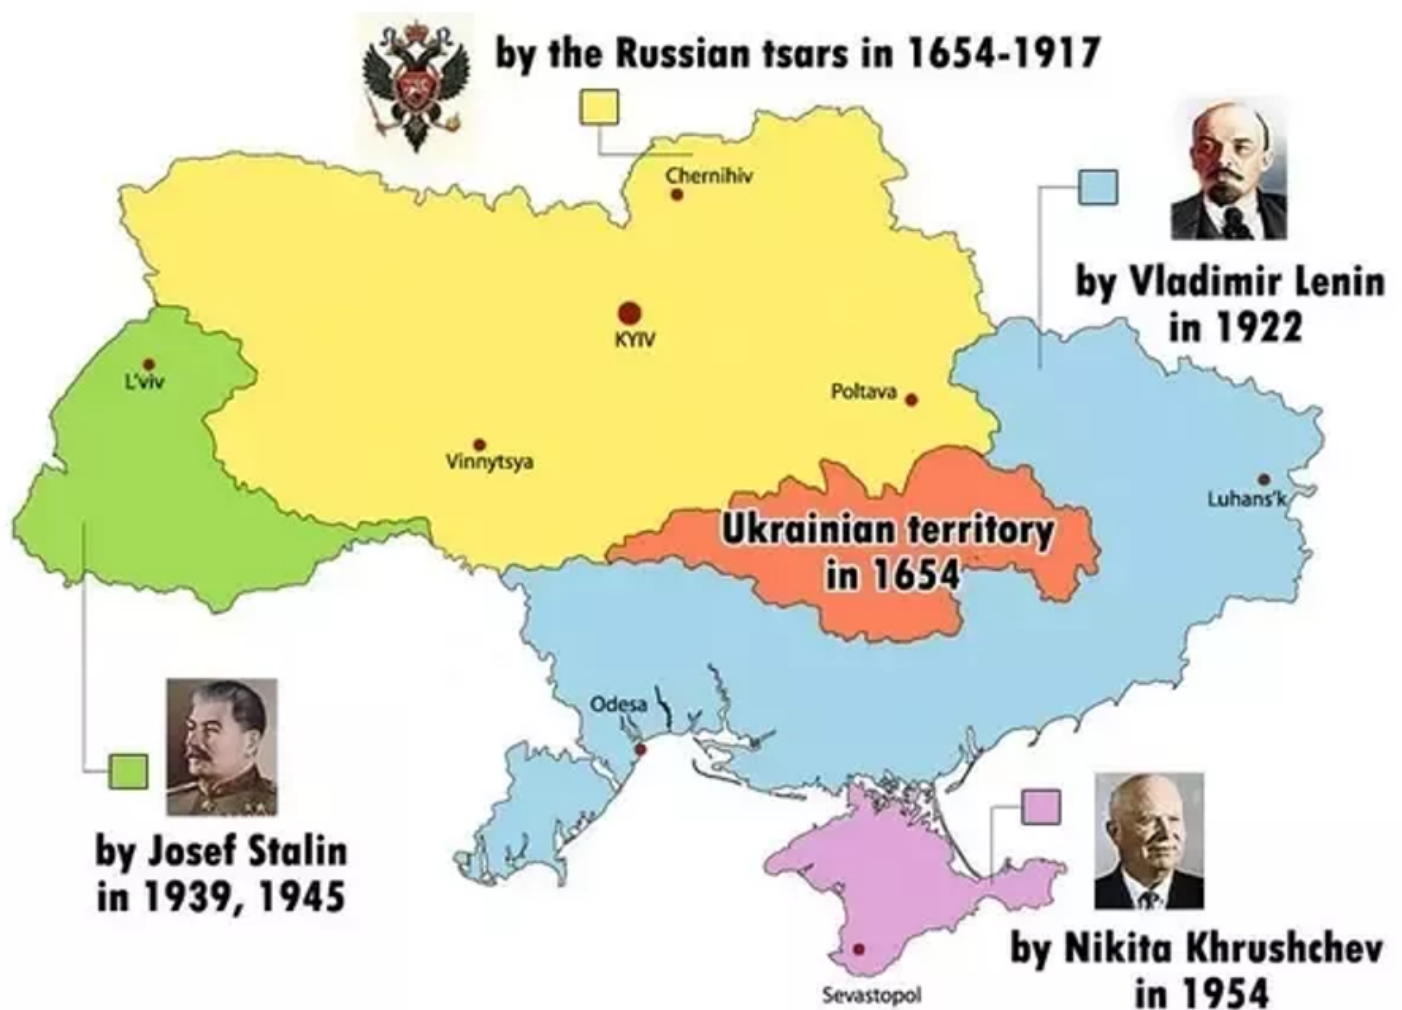 by the Russian tsars in 1654-1917
Chernihiv
by Vladimir Lenin
in 1922
KYIV
L'viv
Poltava
Vinnytsya
Luhans'k
Ukrainian territory
in 1654
Odesa
by Josef Stalin
in 1939, 1945
by Nikita Khrushchev
in 1954
Sevastopol